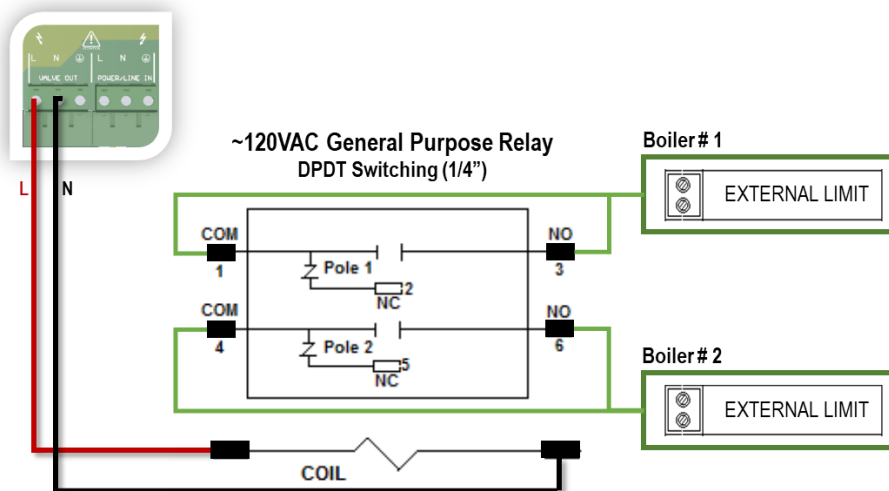 L N L N
VALVE OUT POWER/LINE IN
L N
~120VAC General Purpose Relay
DPDT Switching (1/4”)
Boiler # 1
EXTERNAL LIMIT
COM
1
Pole 1
2
NC
NO
3
COM
4
Pole 2
5
NC
NO
6
Boiler # 2
EXTERNAL LIMIT
COIL